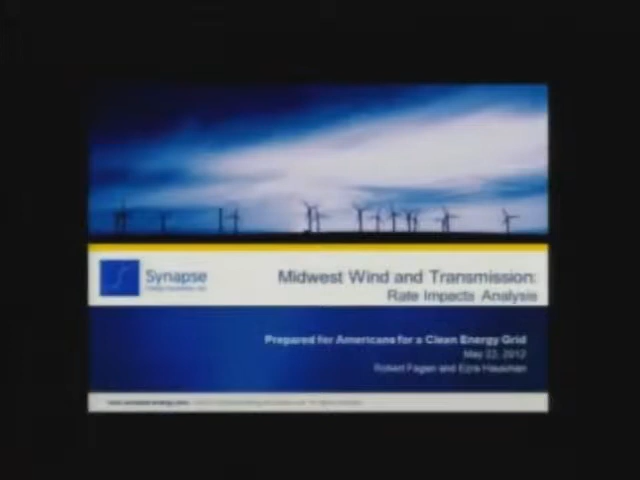 Synapse
Midwest Wind and Transmission:
Rate Impacts Analysis
Prepared for Americans for a Clean Energy Grid
May 22, 2012
Robert Fagan and Ezra Hausman